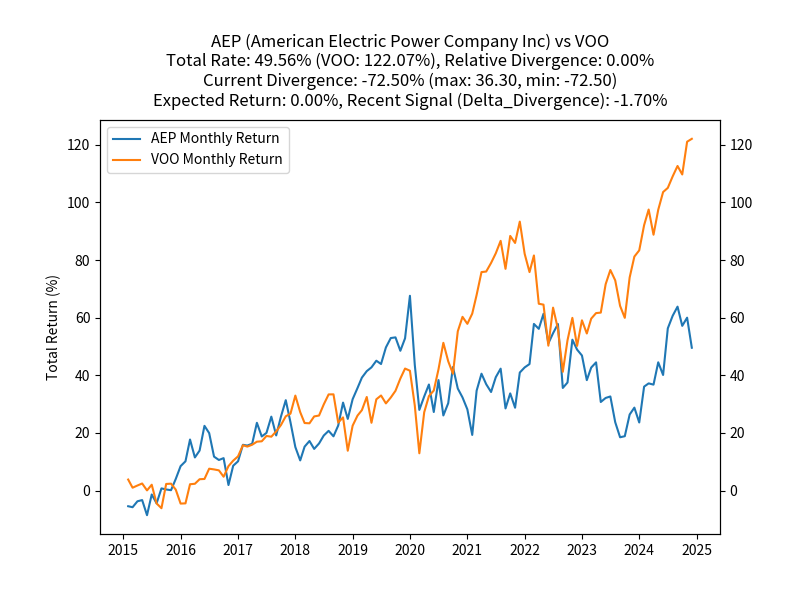 AEP (American Electric Power Company Inc) vs VOO
Total Rate: 49.56% (VOO: 122.07%), Relative Divergence: 0.00%
Current Divergence: -72.50% (max: 36.30, min: -72.50)
Expected Return: 0.00%, Recent Signal (Delta_Divergence): -1.70%
AEP Monthly Return
VOO Monthly Return
Total Return (%)
120
100
80
60
40
20
0
120
100
80
60
40
20
0
2015 2016 2017 2018 2019 2020 2021 2022 2023 2024 2025